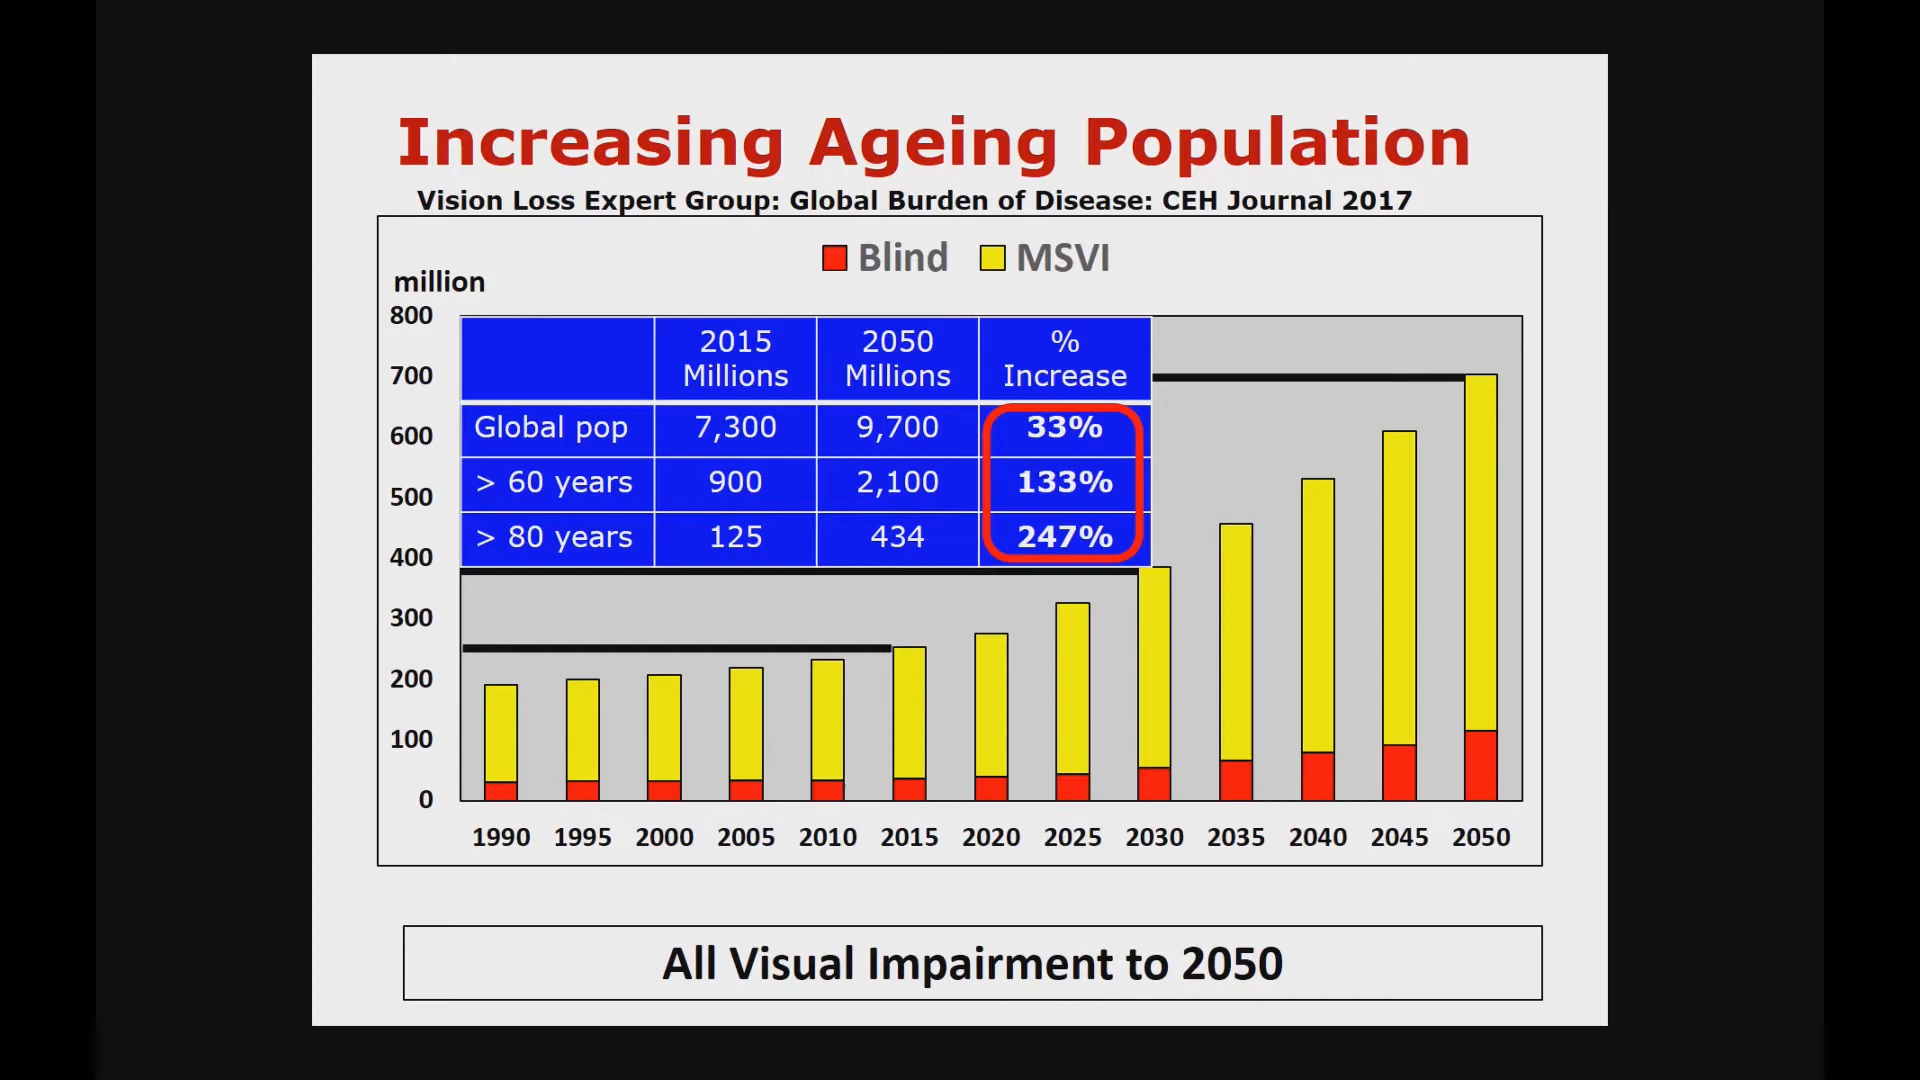 Increasing Ageing Population
Vision Loss Expert Group: Global Burden of Disease: CEH Journal 2017
Blind MSVI
million
800
700
600
500
400
300
200
100
0
2015 Millions 2050 Millions % Increase
Global pop 7,300 9,700 33%
> 60 years 900 2,100 133%
> 80 years 125 434 247%
1990 1995 2000 2005 2010 2015 2020 2025 2030 2035 2040 2045 2050
All Visual Impairment to 2050